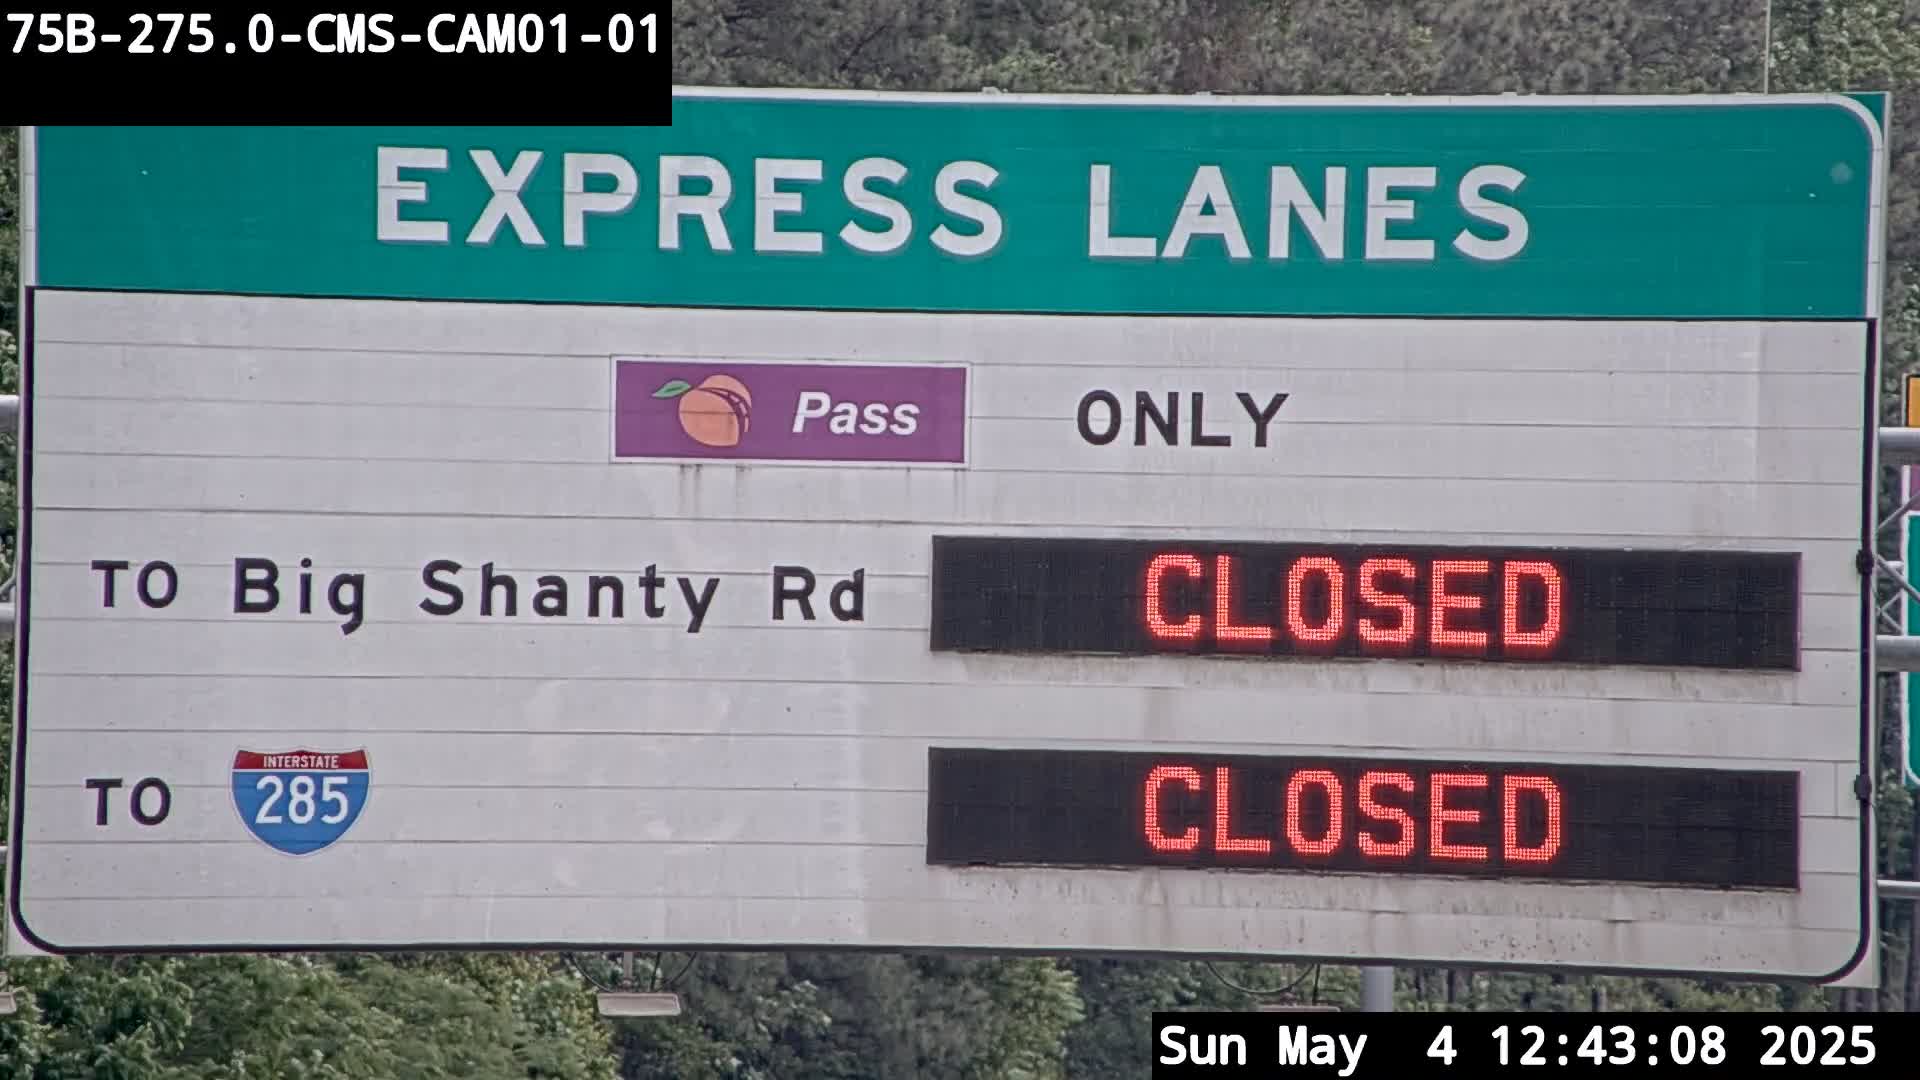 75B-275.0-CMS-CAM01-01
EXPRESS LANES
Pass ONLY
TO Big Shanty Rd CLOSED
INTERSTATE
TO 285 CLOSED
Sun May 4 12:43:08 2025